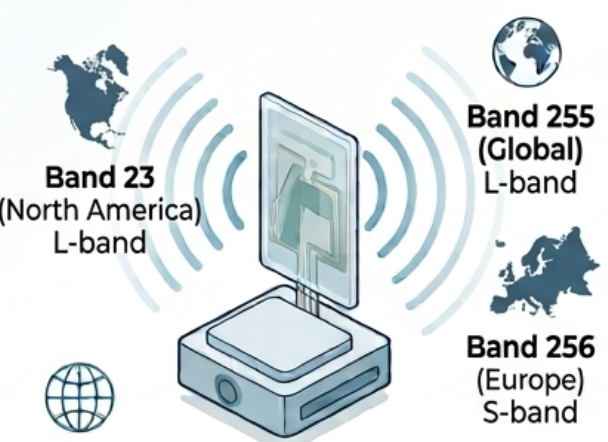 Band 23
(North America)
L-band
Band 255
(Global)
L-band
Band 256
(Europe)
S-band